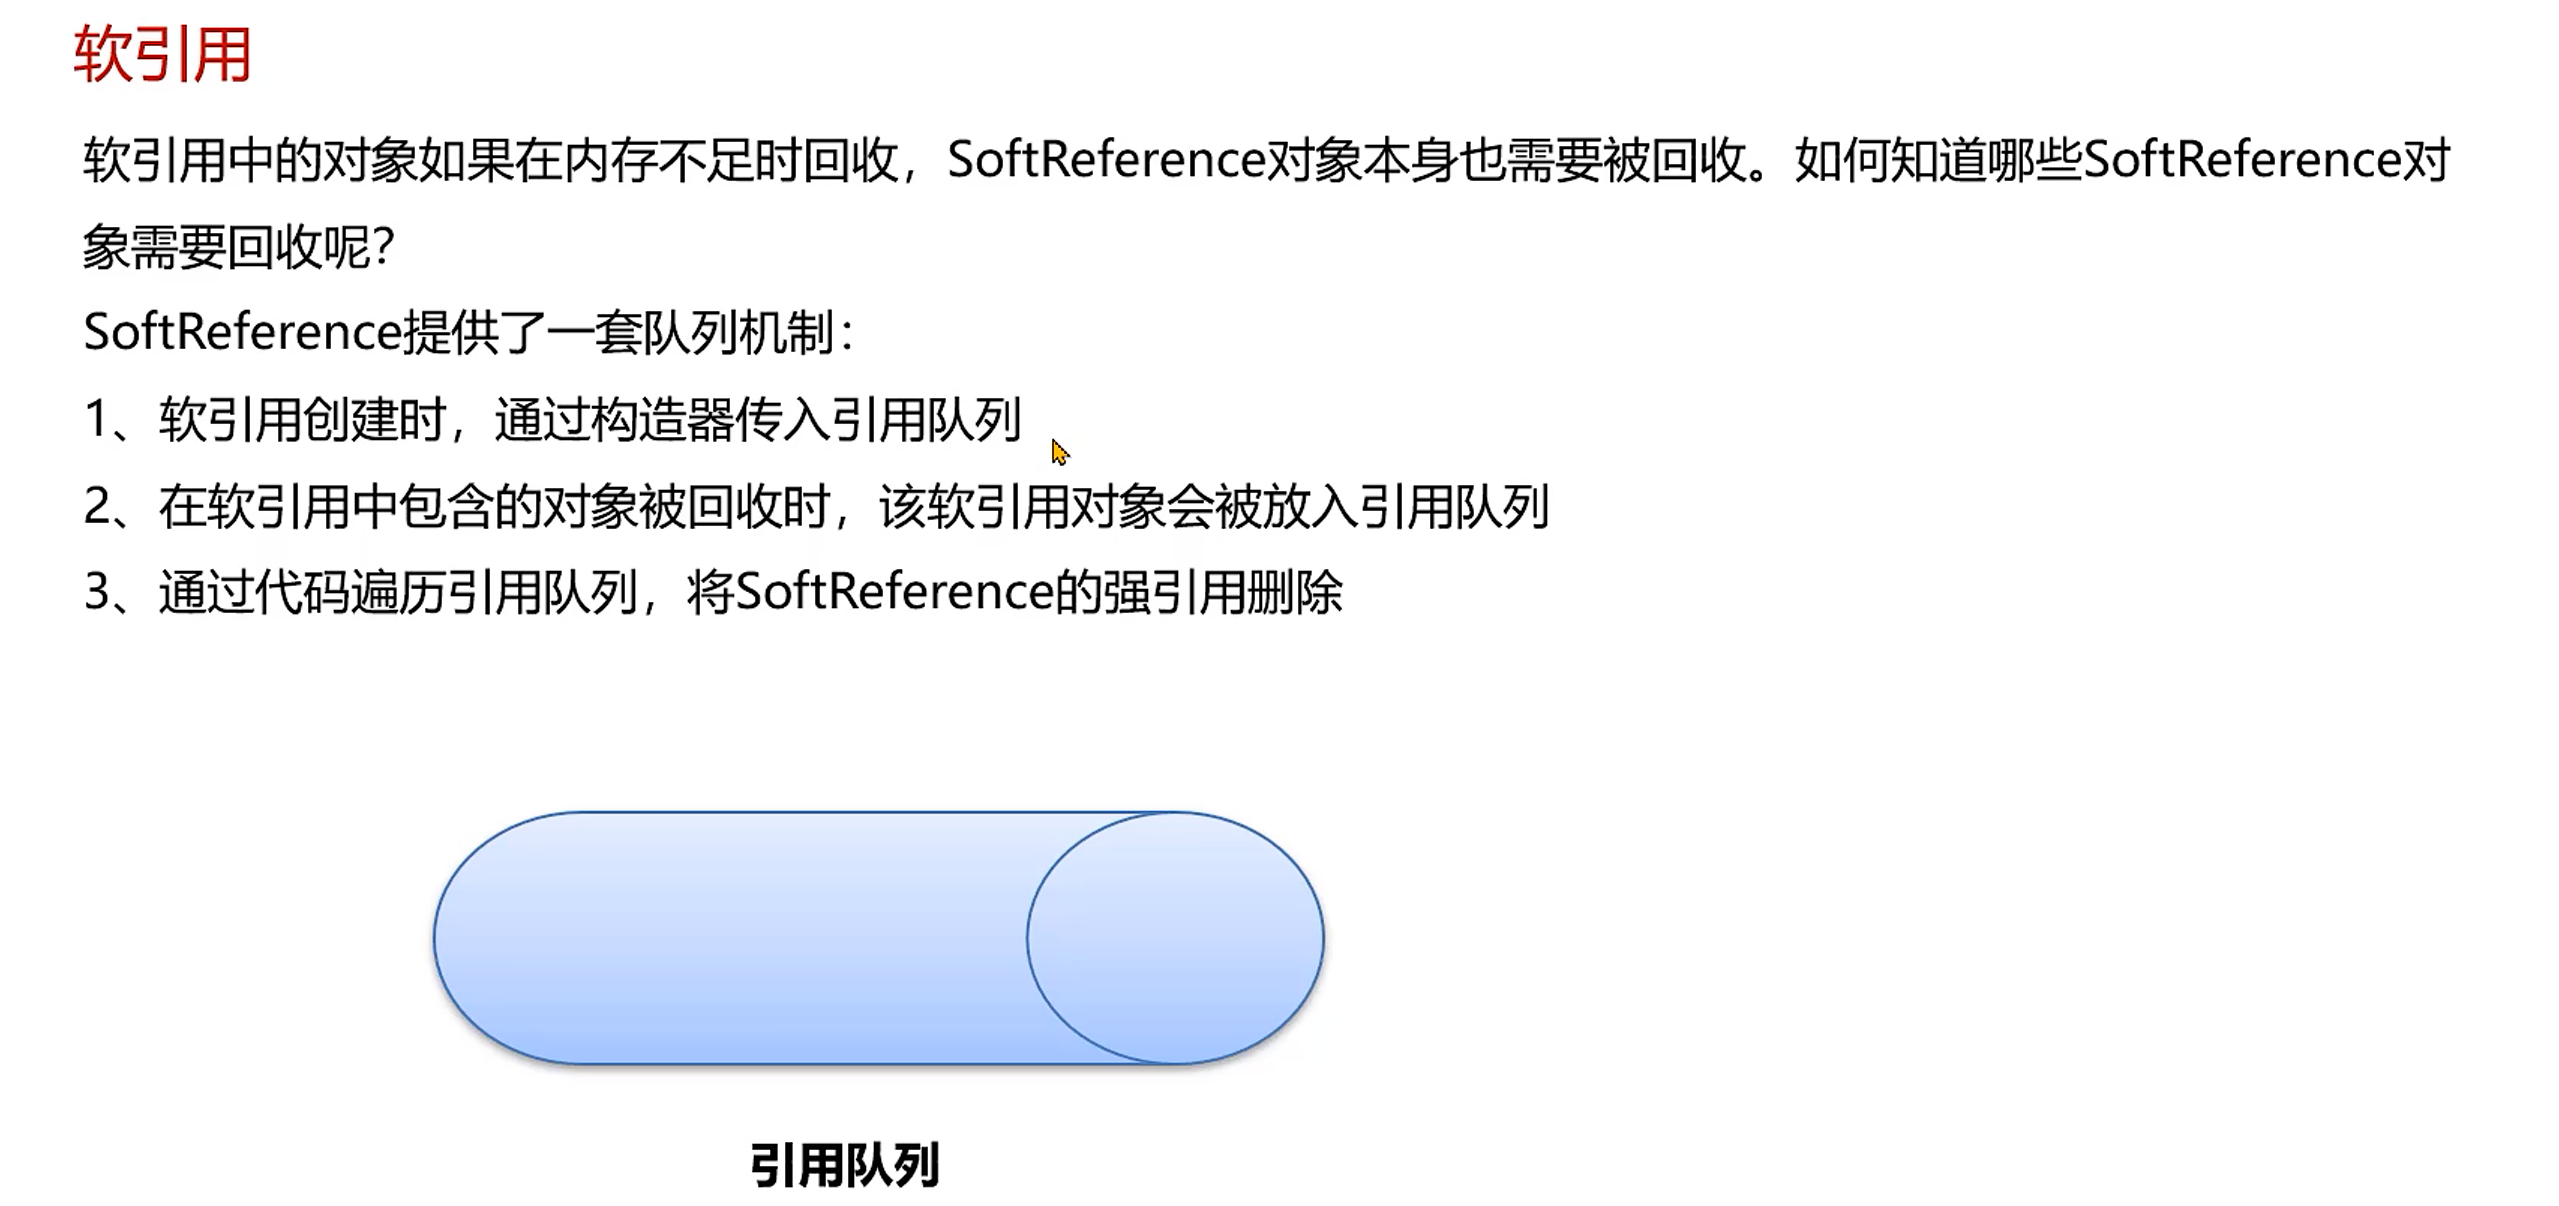 软引用
软引用中的对象如果在内存不足时回收，SoftReference对象本身也需要被回收。如何知道哪些SoftReference对
象需要回收呢？
SoftReference提供了一套队列机制：
1、软引用创建时，通过构造器传入引用队列
2、在软引用中包含的对象被回收时，该软引用对象会被放入引用队列
3、通过代码遍历引用队列，将SoftReference的强引用删除
引用队列